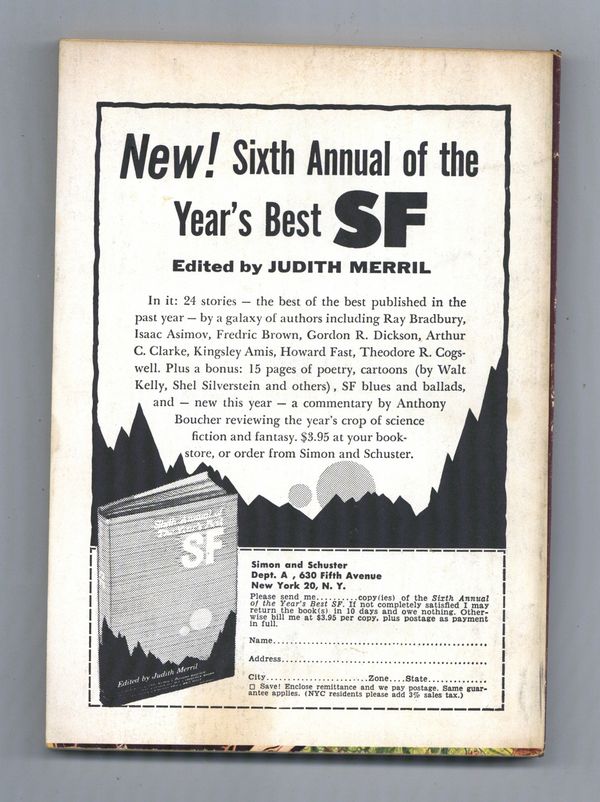 New! Sixth Annual of the
Year's Best SF
Edited by JUDITH MERRIL
In it: 24 stories — the best of the best published in the
past year — by a galaxy of authors including Ray Bradbury,
Isaac Asimov, Fredric Brown, Gordon R. Dickson, Arthur
C. Clarke, Kingsley Amis, Howard Fast, Theodore R. Cogs-
well. Plus a bonus: 15 pages of poetry, cartoons (by Walt
Kelly, Shel Silverstein and others), SF blues and ballads,
and — new this year — a commentary by Anthony
Boucher reviewing the year's crop of science
fiction and fantasy. $3.95 at your book-
store, or order from Simon and Schuster.
Sixth Annual of
The Year's Best
SF
Edited by Judith Merril
Simon and Schuster
Dept. A , 630 Fifth Avenue
New York 20, N. Y.
Please send me..........copy(ies) of the Sixth Annual
of the Year's Best SF. If not completely satisfied I may
return the book(s) in 10 days and owe nothing. Other-
wise bill me at $3.95 per copy, plus postage as payment
in full.
Name
Address
City Zone State
□ Save! Enclose remittance and we pay postage. Same guar-
antee applies. (NYC residents please add 3% sales tax.)